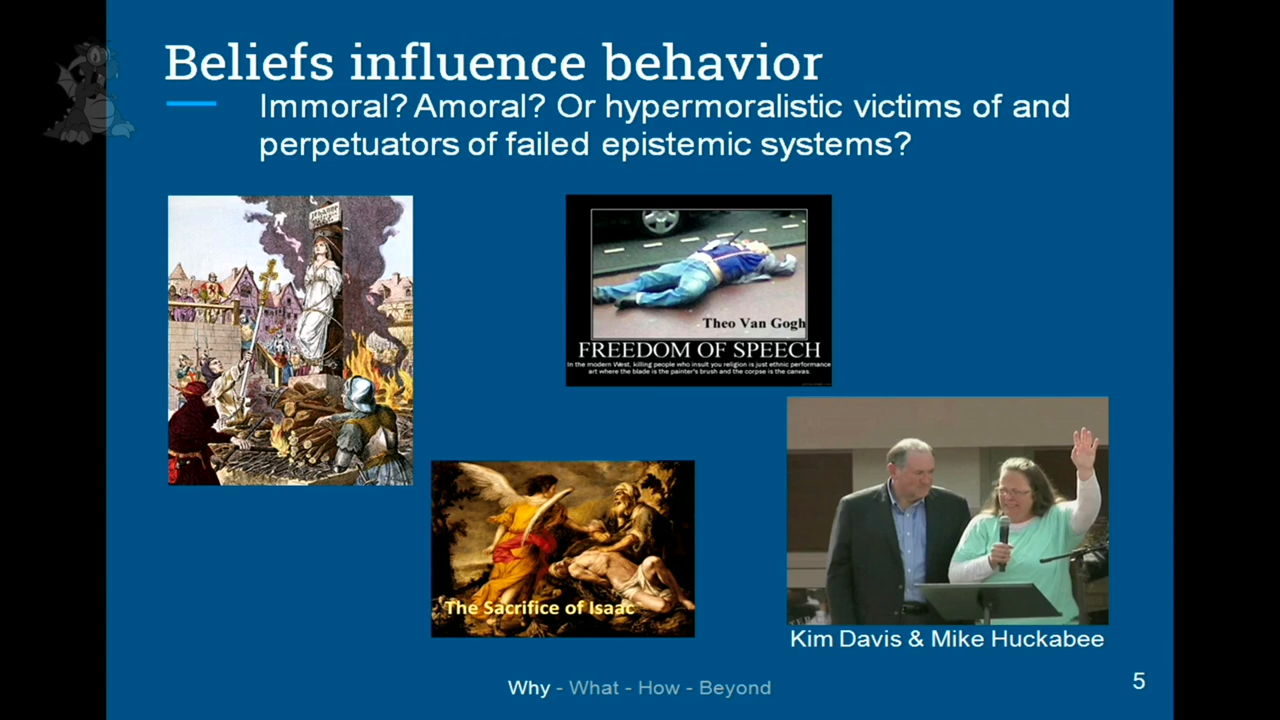 Beliefs influence behavior
Immoral? Amoral? Or hypermoralistic victims of and
perpetuators of failed epistemic systems?
Theo Van Gogh
FREEDOM OF SPEECH
In the modern West, killing people who insult you religion is just ethnic performance
art where the blade is the painter's brush and the corpse is the canvas.
The Sacrifice of Isaac
Kim Davis & Mike Huckabee
Why - What - How - Beyond
5